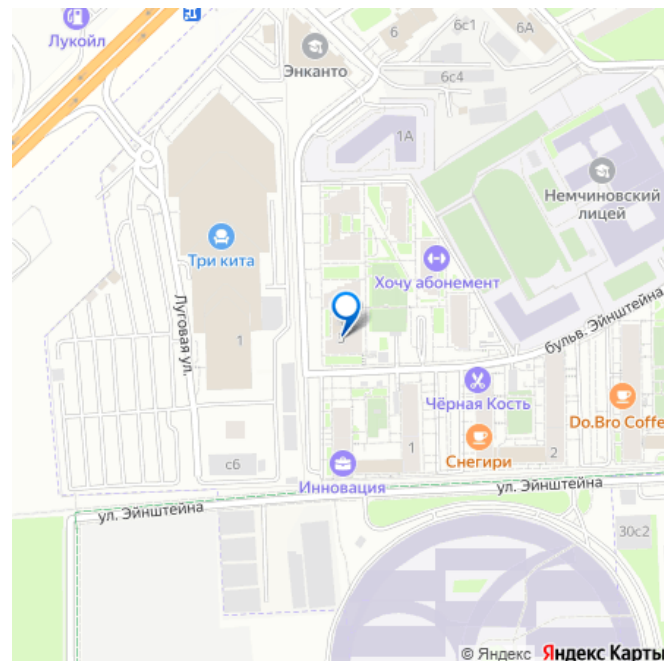 Лукойл
Энканто
6
6с1
6А
6с4
1А
Немчиновский
лицей
Три кита
Хочу абонемент
Луговая ул.
1
3
бульв. Эйнштейна
Чёрная Кость
Do.Bro Coffe
Снегири
1
2
с6
Инновация
ул. Эйнштейна
ул. Эйнштейна
30с2
© Яндекс Яндекс Карты